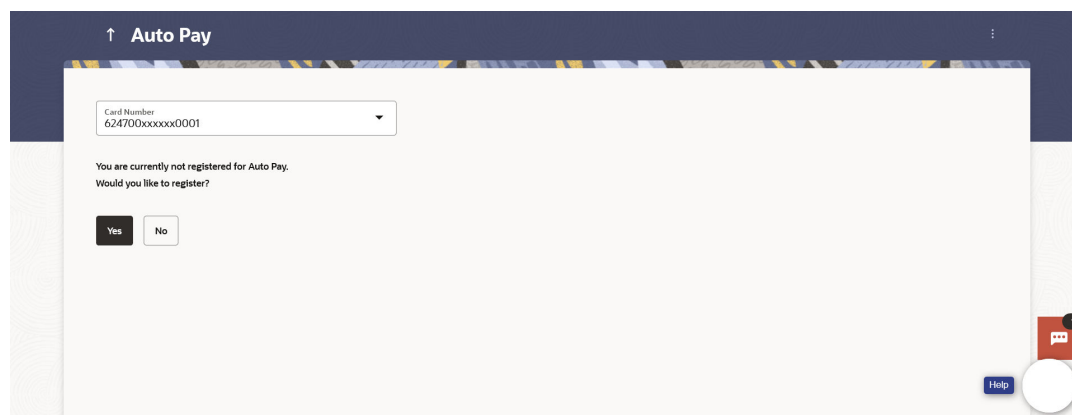 ↑ Auto Pay
Card Number
624700xxxxxx0001
You are currently not registered for Auto Pay.
Would you like to register?
Yes No
Help